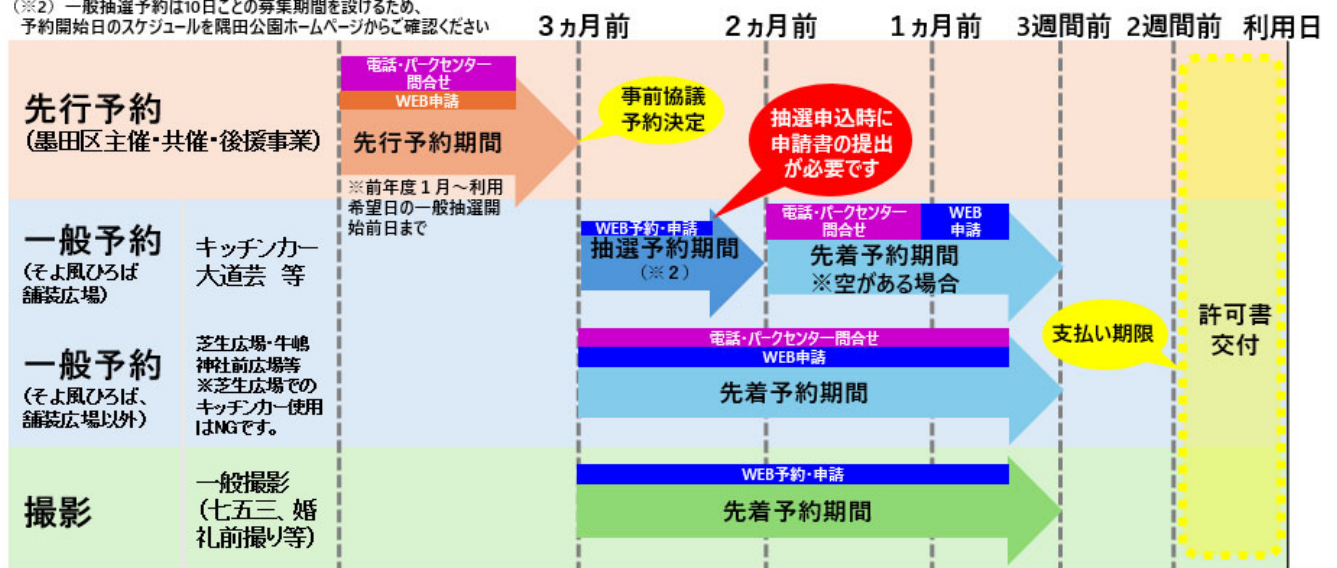 (※2) 一般抽選予約は10日ごとの募集期間を設けるため、
予約開始日のスケジュールを隅田公園ホームページからご確認ください
3ヵ月前
2ヵ月前
1ヵ月前
3週間前
2週間前
利用日
先行予約
(墨田区主催・共催・後援事業)
電話・パークセンター
問合せ
WEB申請
先行予約期間
※前年度1月～利用
希望日の一般抽選開
始前日まで
事前協議
予約決定
抽選申込時に
申請書の提出
が必要です
一般予約
(そよ風ひろば
舗装広場)
キッチンカー
大道芸 等
WEB予約・申請
抽選予約期間
(※2)
電話・パークセンター
問合せ
WEB
申請
先着予約期間
※空がある場合
一般予約
(そよ風ひろば、
舗装広場以外)
芝生広場・牛嶋
神社前広場等
※芝生広場での
キッチンカー使用
はNGです。
電話・パークセンター問合せ
WEB申請
先着予約期間
支払い期限
許可書
交付
撮影
一般撮影
(七五三、婚
礼前撮り等)
WEB予約・申請
先着予約期間